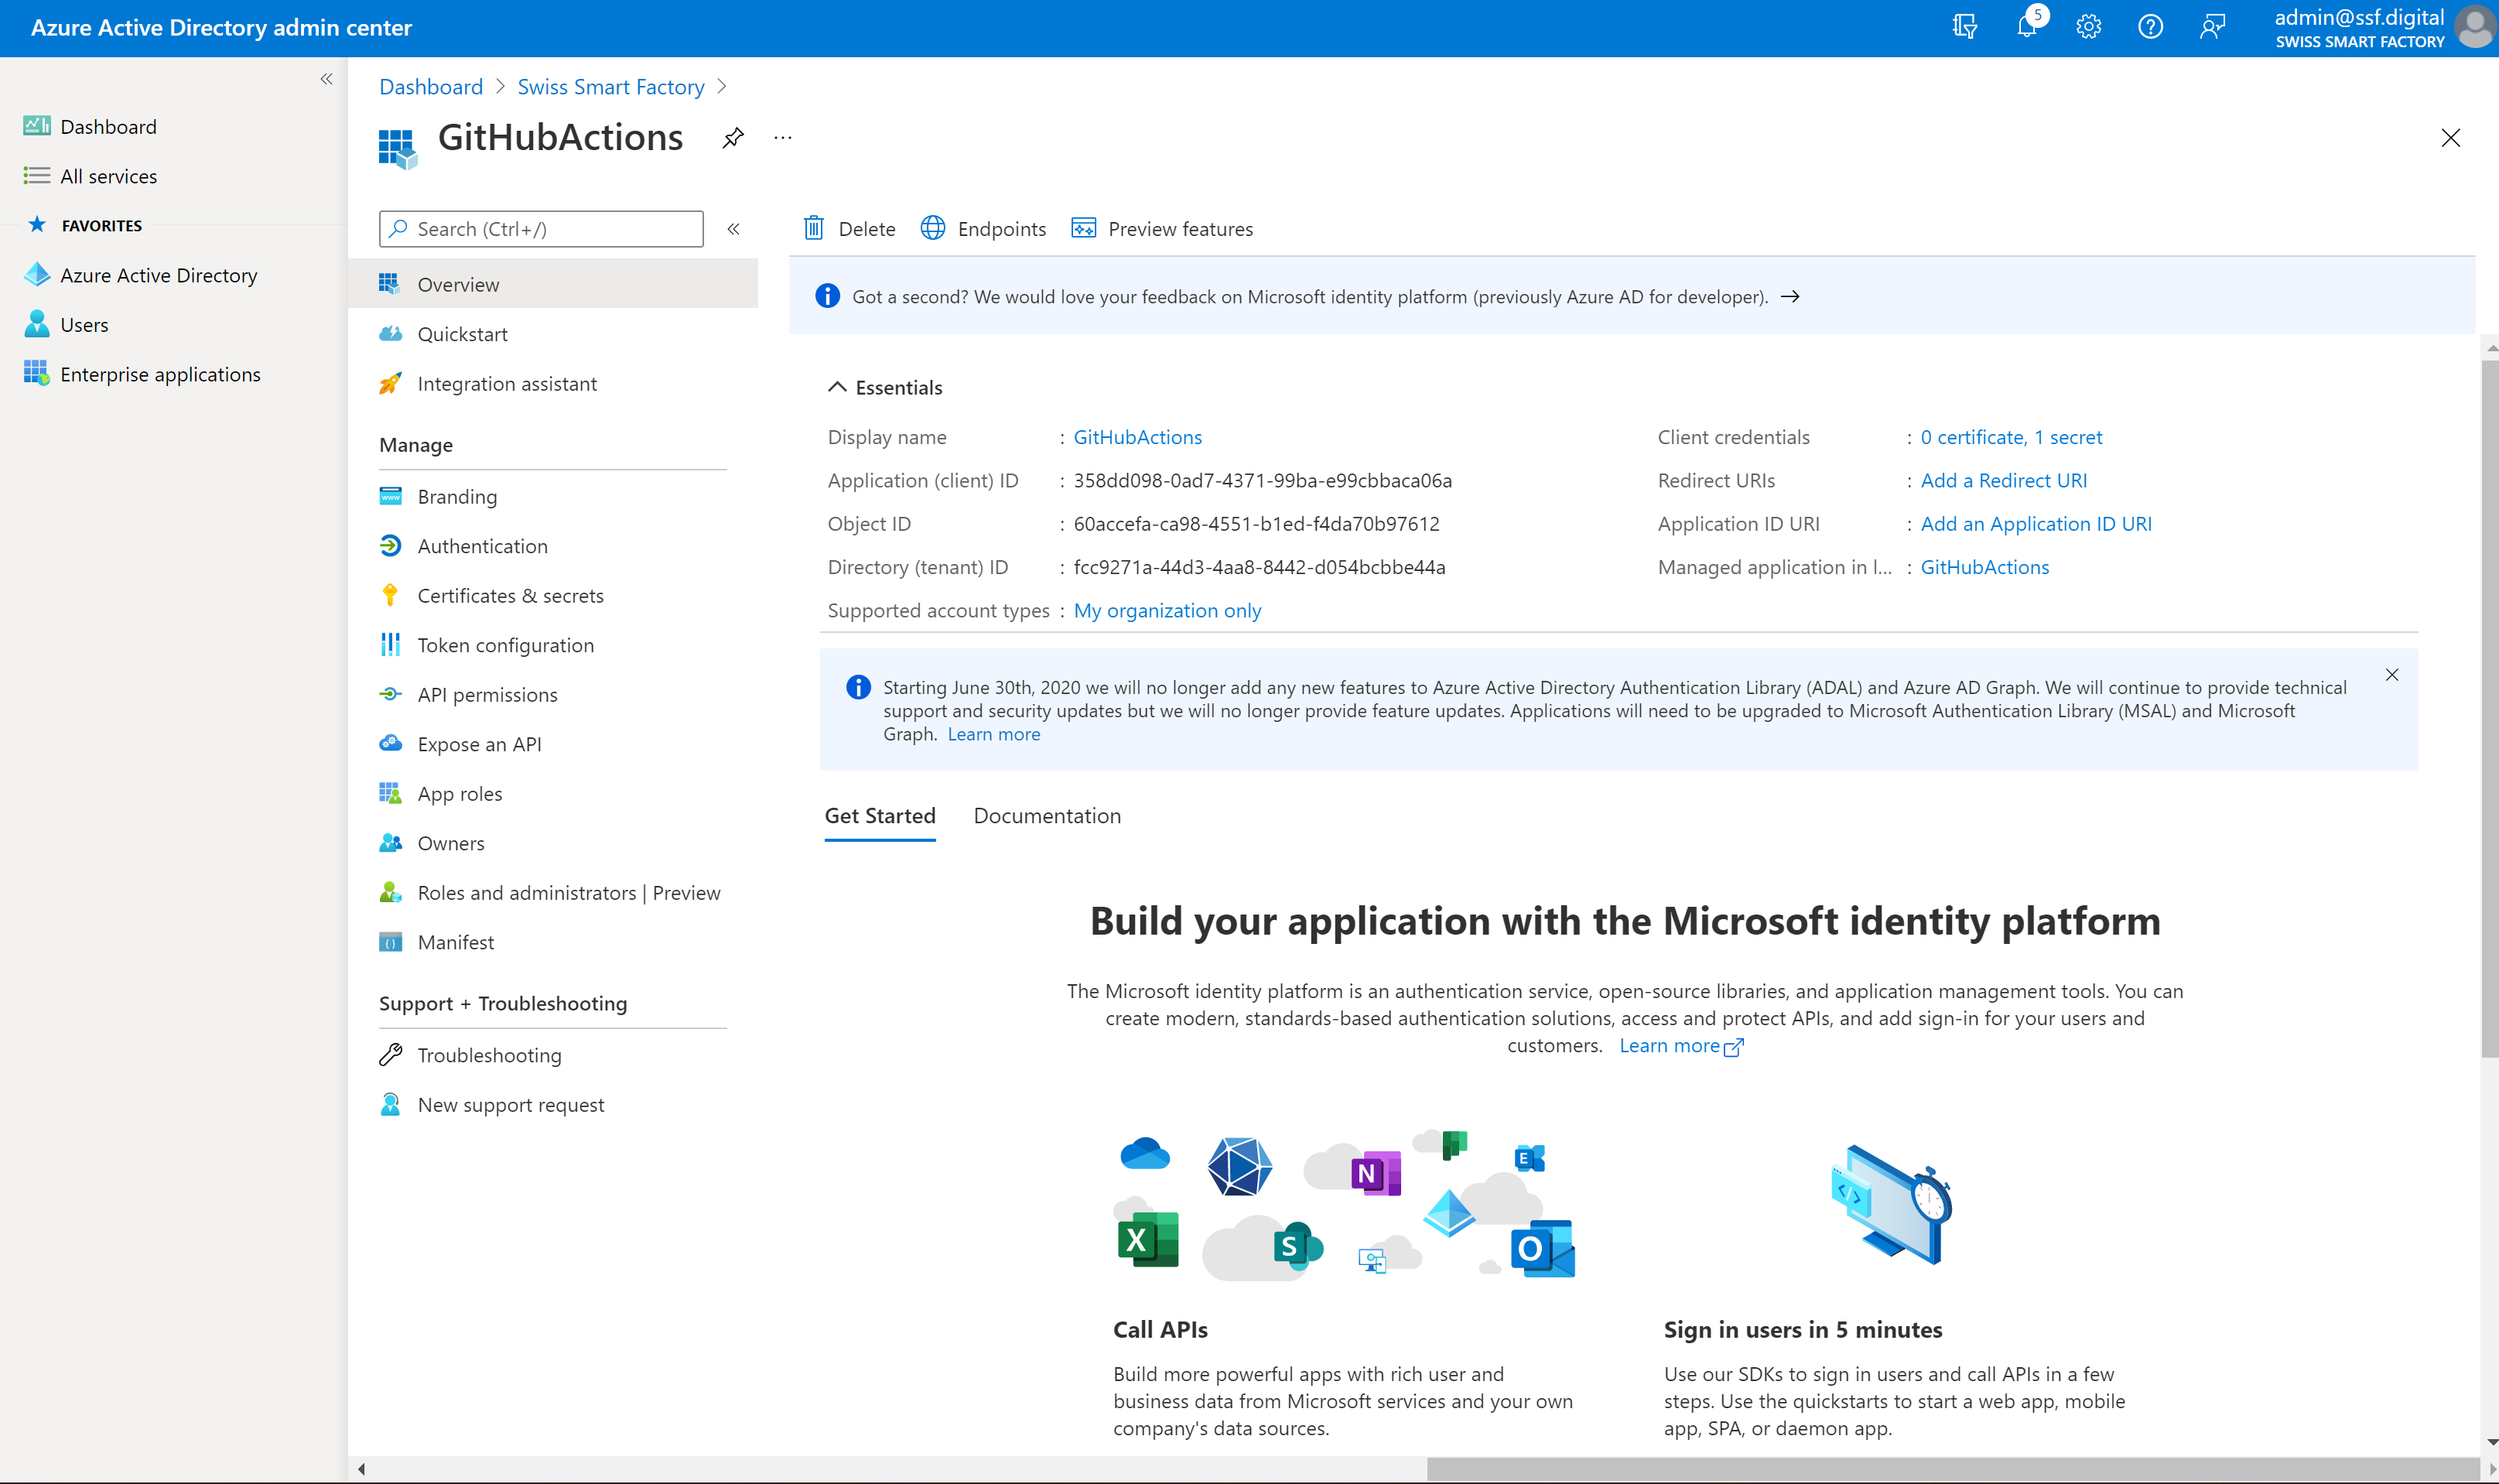 Azure Active Directory admin center
5
admin@ssf.digital
SWISS SMART FACTORY
Dashboard
All services
FAVORITES
Azure Active Directory
Users
Enterprise applications
Dashboard > Swiss Smart Factory >
GitHubActions
Search (Ctrl+/)
Overview
Quickstart
Integration assistant
Manage
Branding
Authentication
Certificates & secrets
Token configuration
API permissions
Expose an API
App roles
Owners
Roles and administrators | Preview
Manifest
Support + Troubleshooting
Troubleshooting
New support request
Delete Endpoints Preview features
Got a second? We would love your feedback on Microsoft identity platform (previously Azure AD for developer). →
Essentials
Display name : GitHubActions
Application (client) ID : 358dd098-0ad7-4371-99ba-e99cbbaca06a
Object ID : 60accefa-ca98-4551-b1ed-f4da70b97612
Directory (tenant) ID : fcc9271a-44d3-4aa8-8442-d054bcbbe44a
Supported account types : My organization only
Client credentials : 0 certificate, 1 secret
Redirect URIs : Add a Redirect URI
Application ID URI : Add an Application ID URI
Managed application in l... : GitHubActions
Starting June 30th, 2020 we will no longer add any new features to Azure Active Directory Authentication Library (ADAL) and Azure AD Graph. We will continue to provide technical
support and security updates but we will no longer provide feature updates. Applications will need to be upgraded to Microsoft Authentication Library (MSAL) and Microsoft
Graph. Learn more
Get Started Documentation
Build your application with the Microsoft identity platform
The Microsoft identity platform is an authentication service, open-source libraries, and application management tools. You can
create modern, standards-based authentication solutions, access and protect APIs, and add sign-in for your users and
customers. Learn more
N
E
X
S
O
</>
Call APIs
Build more powerful apps with rich user and
business data from Microsoft services and your own
company's data sources.
Sign in users in 5 minutes
Use our SDKs to sign in users and call APIs in a few
steps. Use the quickstarts to start a web app, mobile
app, SPA, or daemon app.